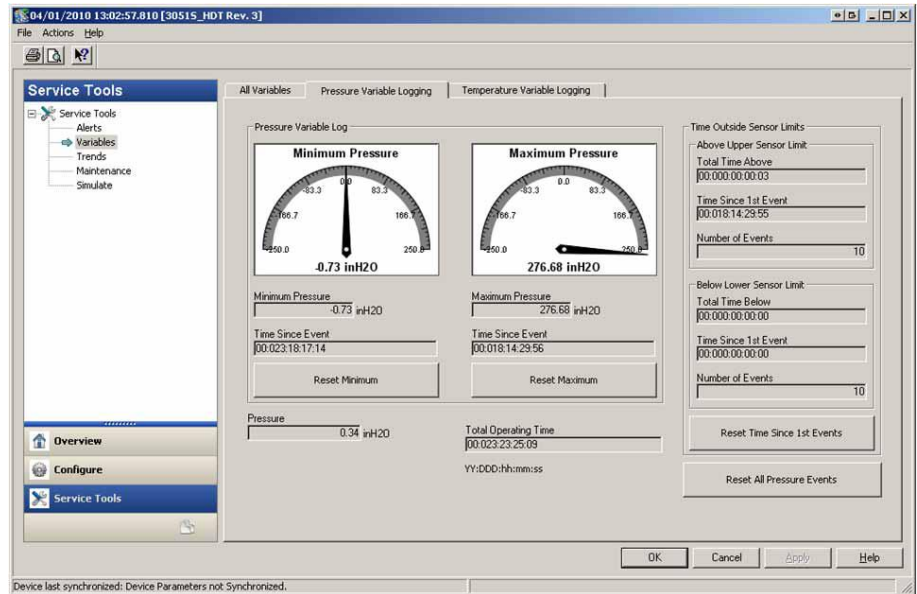 04/01/2010 13:02:57.810 [3051S_HDT Rev. 3]
File Actions Help
Service Tools
Service Tools
Alerts
Variables
Trends
Maintenance
Simulate
Overview
Configure
Service Tools
All Variables
Pressure Variable Logging
Temperature Variable Logging
Pressure Variable Log
Minimum Pressure
0.0
-83.3
83.3
-166.7
166.7
-250.0
250.0
-0.73 inH2O
Maximum Pressure
0.0
-83.3
83.3
-166.7
166.7
-250.0
250.0
276.68 inH2O
Minimum Pressure
-0.73 inH2O
Time Since Event
00:023:18:17:14
Reset Minimum
Maximum Pressure
276.68 inH2O
Time Since Event
00:018:14:29:56
Reset Maximum
Pressure
0.34 inH2O
Total Operating Time
00:023:23:25:09
YY:DDD:hh:mm:ss
Time Outside Sensor Limits
Above Upper Sensor Limit
Total Time Above
00:000:00:00:03
Time Since 1st Event
00:018:14:29:55
Number of Events
10
Below Lower Sensor Limit
Total Time Below
00:000:00:00:00
Time Since 1st Event
00:000:00:00:00
Number of Events
10
Reset Time Since 1st Events
Reset All Pressure Events
OK
Cancel
Apply
Help
Device last synchronized: Device Parameters not Synchronized.